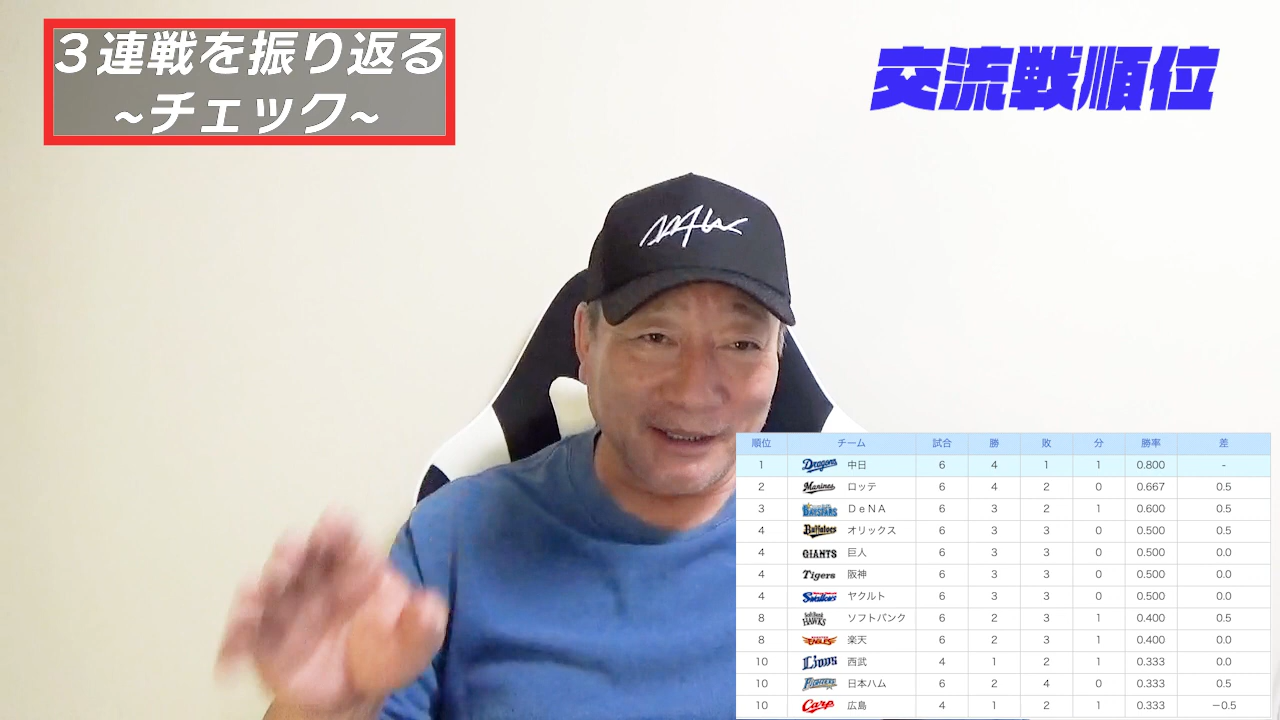 ３連戦を振り返る
~チェック~
交流戦順位
順位 チーム 試合 勝 敗 分 勝率 差
1 Dragons 中日 6 4 1 1 0.800 -
2 Marines ロッテ 6 4 2 0 0.667 0.5
3 BAYSTARS ＤｅＮＡ 6 3 2 1 0.600 0.5
4 Buffaloes オリックス 6 3 3 0 0.500 0.5
4 GIANTS 巨人 6 3 3 0 0.500 0.0
4 Tigers 阪神 6 3 3 0 0.500 0.0
4 Swallows ヤクルト 6 3 3 0 0.500 0.0
8 SoftBank HAWKS ソフトバンク 6 2 3 1 0.400 0.5
8 EAGLES 楽天 6 2 3 1 0.400 0.0
10 Lions 西武 4 1 2 1 0.333 0.0
10 FIGHTERS 日本ハム 6 2 4 0 0.333 0.5
10 Carp 広島 4 1 2 1 0.333 －0.5